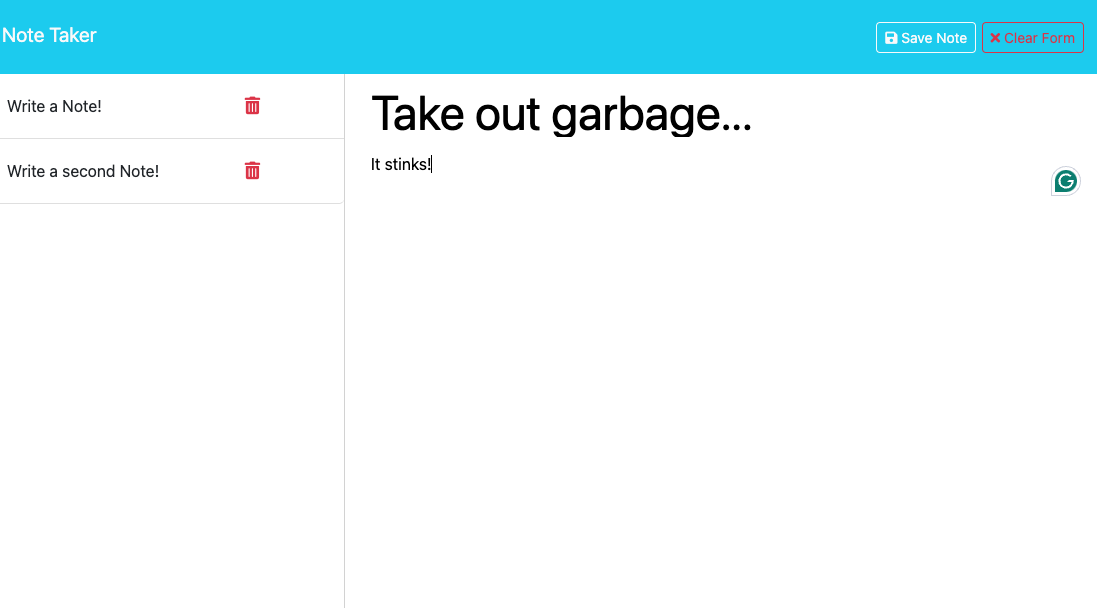 Note Taker
Save Note
Clear Form
Write a Note!
Write a second Note!
Take out garbage...
It stinks!
G